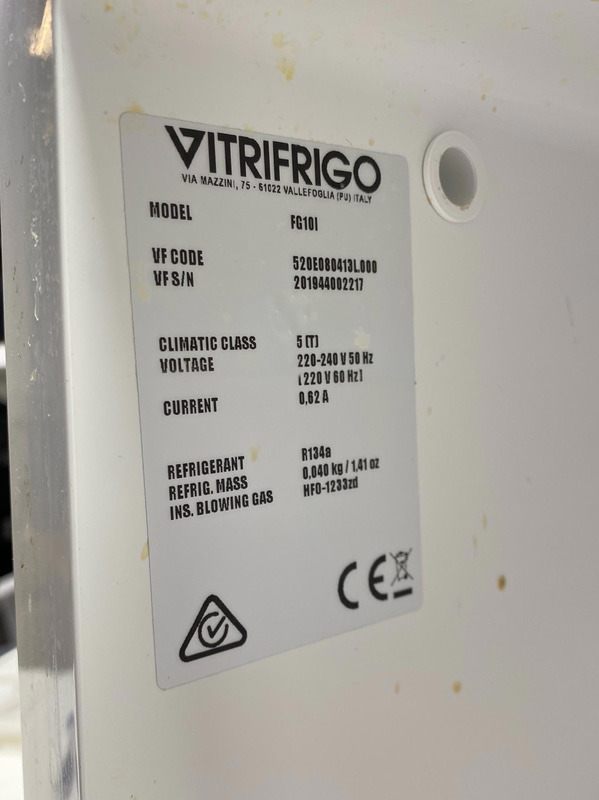 VITRIFRIGO
VIA MAZZINI, 75 - 61022 VALLEFOGLIA (PU) ITALY
MODEL FG10I
VF CODE 520E080413L000
VF S/N 201944002217
CLIMATIC CLASS 5 (T)
VOLTAGE 220-240 V 50 Hz
[220 V 60 Hz]
CURRENT 0,62 A
REFRIGERANT R134a
REFRIG. MASS 0,040 kg / 1,41 oz
INS. BLOWING GAS HFO-1233zd
CE